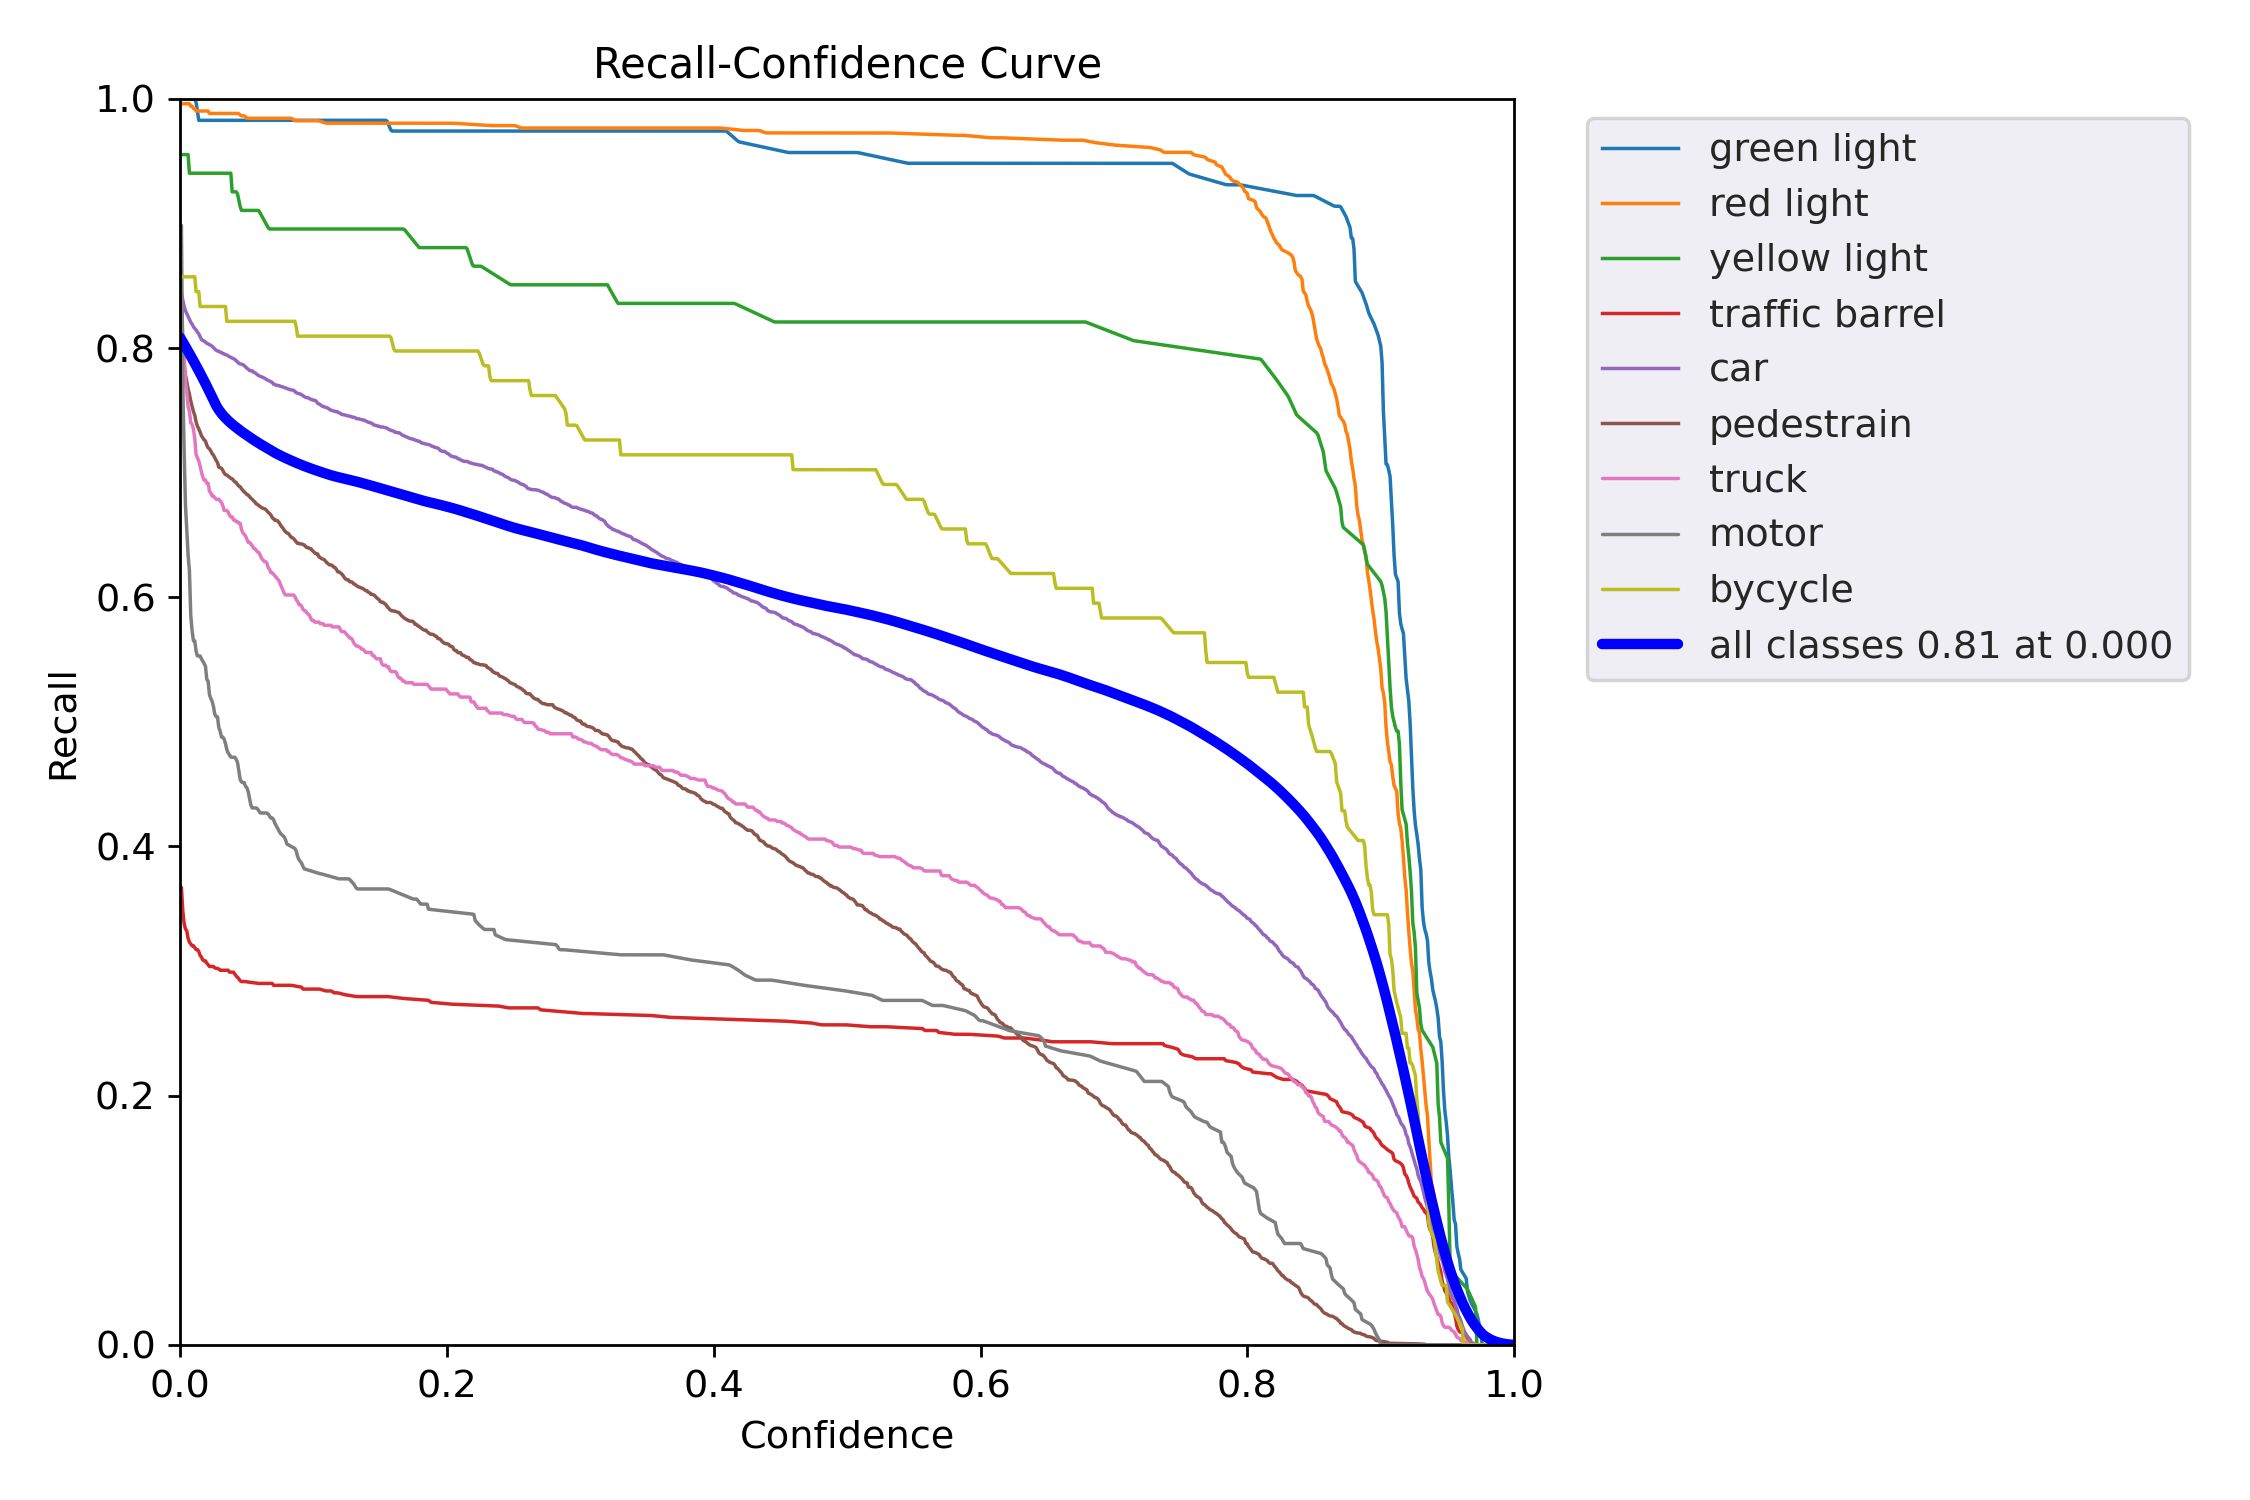 Recall-Confidence Curve
1.0
0.8
0.6
0.4
0.2
0.0
Recall
0.0 0.2 0.4 0.6 0.8 1.0
Confidence
green light
red light
yellow light
traffic barrel
car
pedestrain
truck
motor
bycycle
all classes 0.81 at 0.000